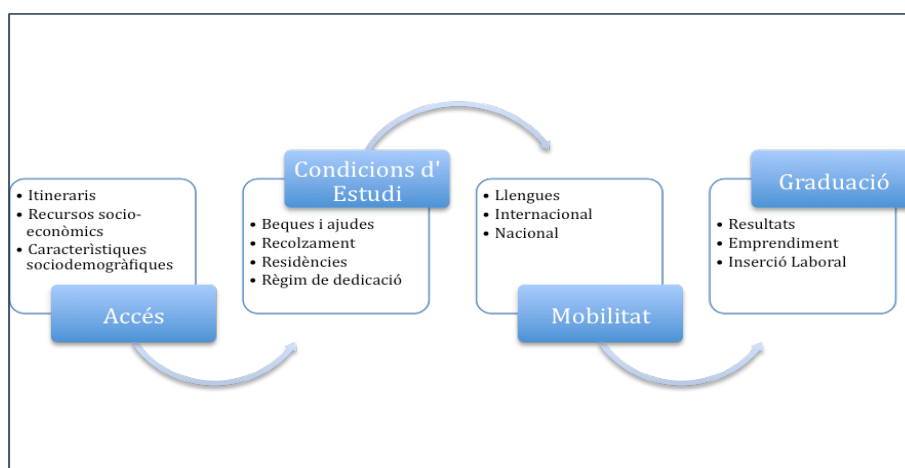 • Itineraris
• Recursos socio-
econòmics
• Caracterìstiques
sociodemogràfiques
Accés
Condicions d'
Estudi
• Beques i ajudes
• Recolzament
• Residències
• Règim de dedicació
• Llengues
• Internacional
• Nacional
Mobilitat
Graduació
• Resultats
• Emprendiment
• Inserció Laboral